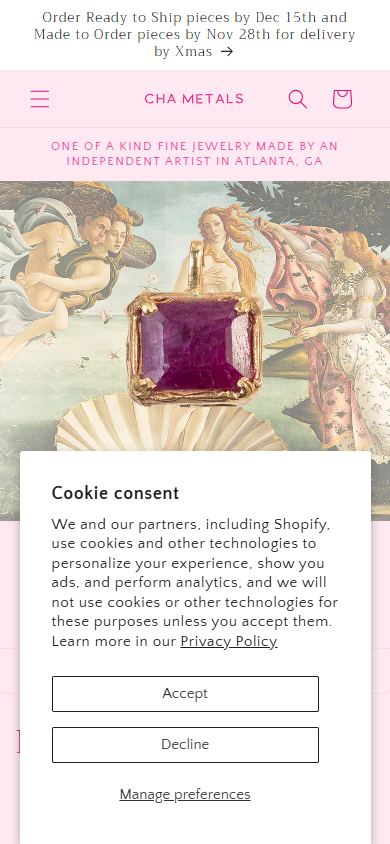 Order Ready to Ship pieces by Dec 15th and
Made to Order pieces by Nov 28th for delivery
by Xmas →
CHA METALS
ONE OF A KIND FINE JEWELRY MADE BY AN
INDEPENDENT ARTIST IN ATLANTA, GA
Cookie consent
We and our partners, including Shopify,
use cookies and other technologies to
personalize your experience, show you
ads, and perform analytics, and we will
not use cookies or other technologies for
these purposes unless you accept them.
Learn more in our Privacy Policy
Accept
Decline
Manage preferences